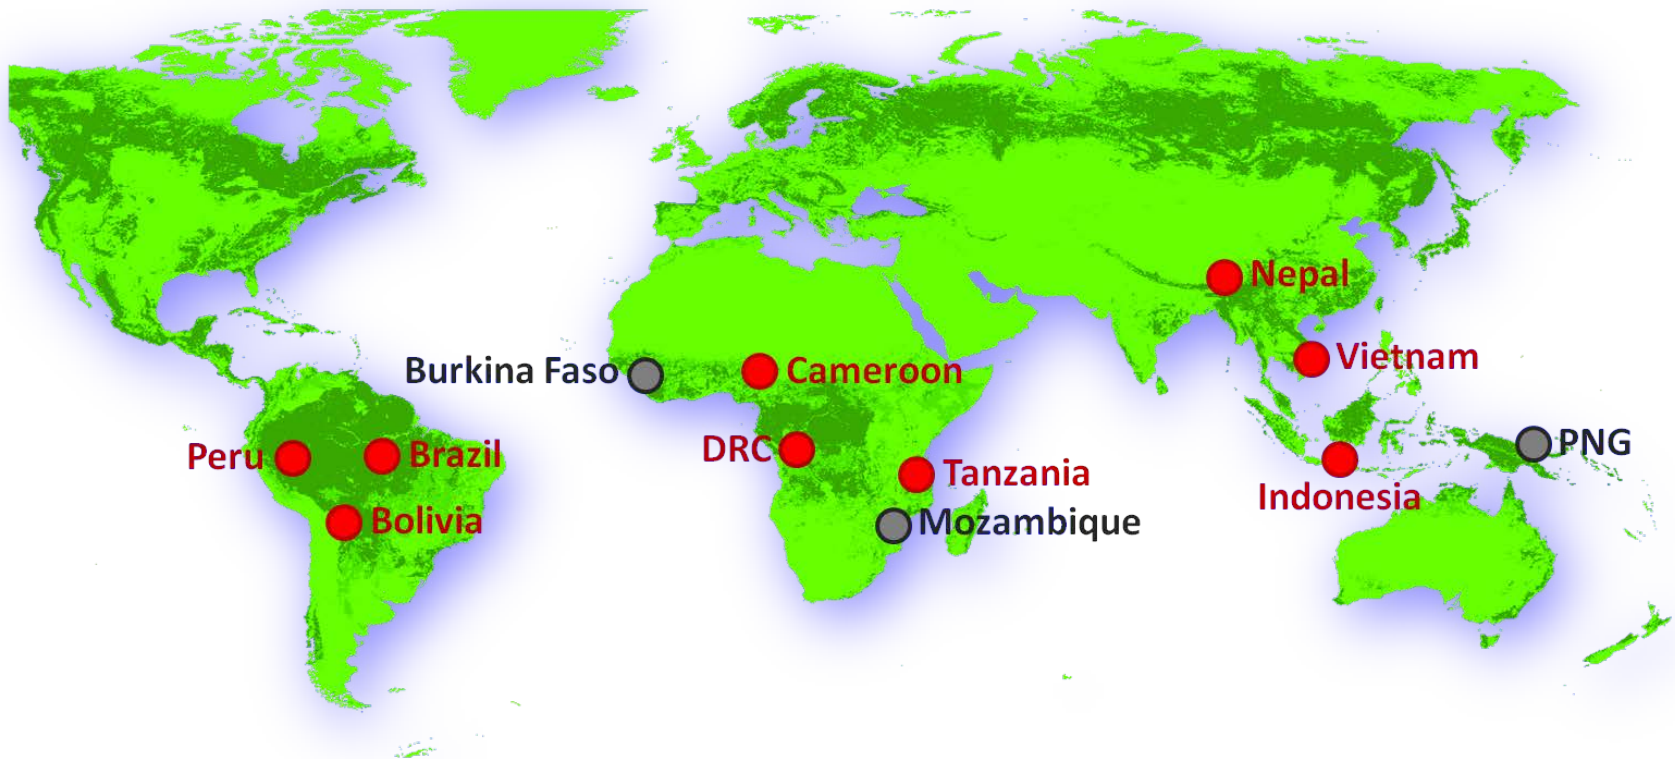 Nepal
Vietnam
Burkina Faso
Cameroon
PNG
Peru
Brazil
DRC
Tanzania
Indonesia
Bolivia
Mozambique